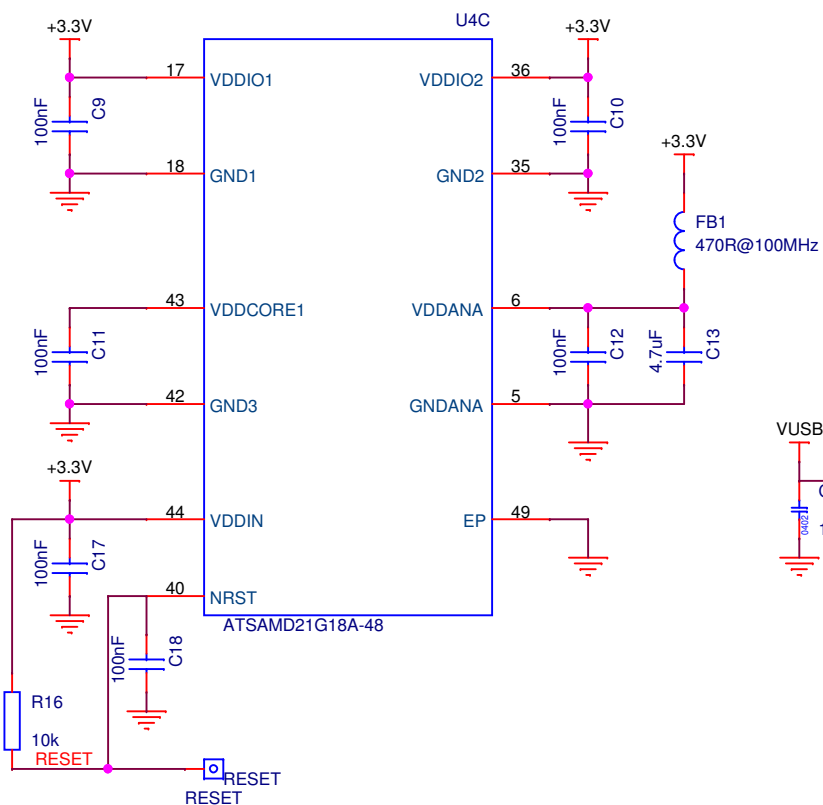 +3.3V
U4C
+3.3V
17
VDDIO1
VDDIO2
36
100nF
C9
100nF
C10
+3.3V
18
GND1
GND2
35
FB1
470R@100MHz
43
VDDCORE1
VDDANA
6
100nF
C11
100nF
C12
4.7uF
C13
42
GND3
GNDANA
5
VUSB
+3.3V
44
VDDIN
EP
49
0402
100nF
C17
40
NRST
ATSAMD21G18A-48
100nF
C18
R16
10k
RESET
RESET
RESET